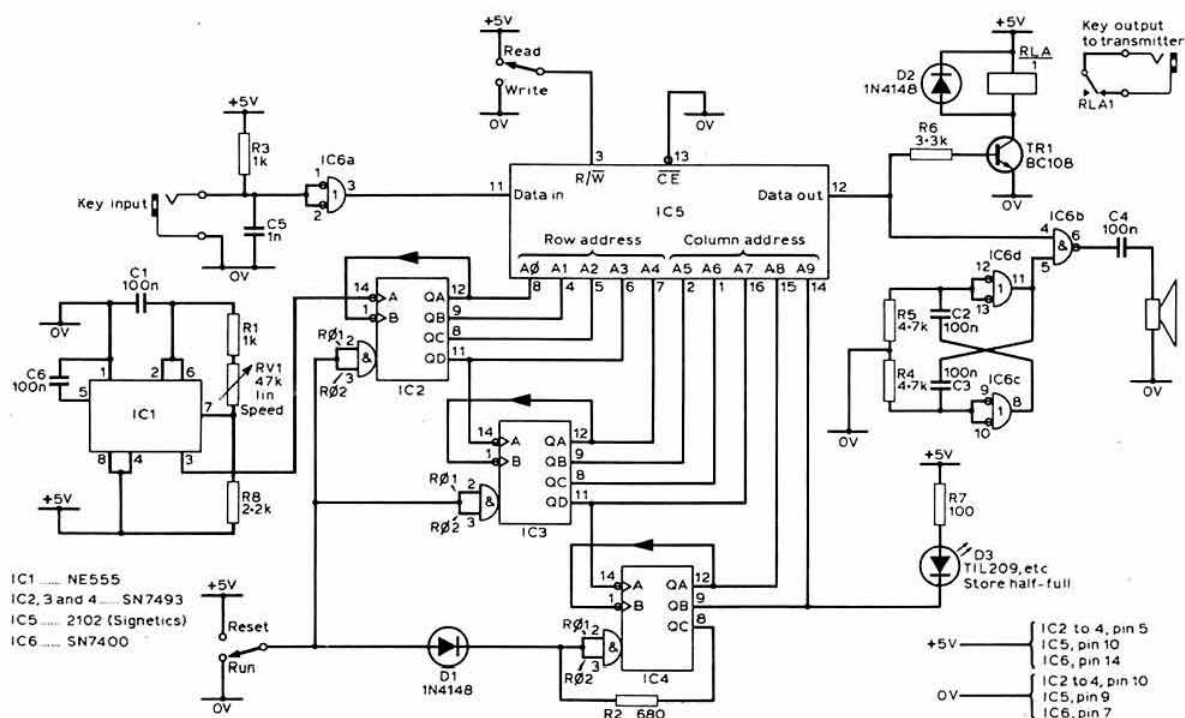 +5V
Read
Write
0V
0V
+5V
RLA
1
D2
1N4148
R6
3·3k
TR1
BC108
0V
Key output
to transmitter
RLA1
+5V
R3
1k
IC6a
1
2
1
3
Key input
C5
1n
0V
3
R/W̅
13
C̅E̅
11
Data in
IC5
Data out
12
Row address
Column address
AØ A1 A2 A3 A4 A5 A6 A7 A8 A9
8 4 5 6 7 2 1 16 15 14
IC6b
4
5
&
6
C4
100n
0V
IC6d
12
13
1
11
R5
4·7k
C2
100n
R4
4·7k
100n
C3
IC6c
9
10
1
8
0V
C1
100n
0V
R1
1k
C6
100n
1
2
6
5
IC1
7
RV1
47k
lin
Speed
8
4
3
R8
2·2k
+5V
14
A
1
B
QA
12
QB
9
QC
8
QD
11
RØ1
2
3
&
RØ2
IC2
14
A
1
B
QA
12
QB
9
QC
8
QD
11
RØ1
2
3
&
RØ2
IC3
14
A
1
B
QA
12
QB
9
QC
8
RØ1
2
3
&
RØ2
IC4
+5V
R7
100
D3
TIL209, etc
Store half-full
IC1 ..... NE555
IC2, 3 and 4 ..... SN7493
IC5 ..... 2102 (Signetics)
IC6 ..... SN7400
+5V
Reset
Run
0V
D1
1N4148
R2 680
+5V
IC2 to 4, pin 5
IC5, pin 10
IC6, pin 14
0V
IC2 to 4, pin 10
IC5, pin 9
IC6, pin 7